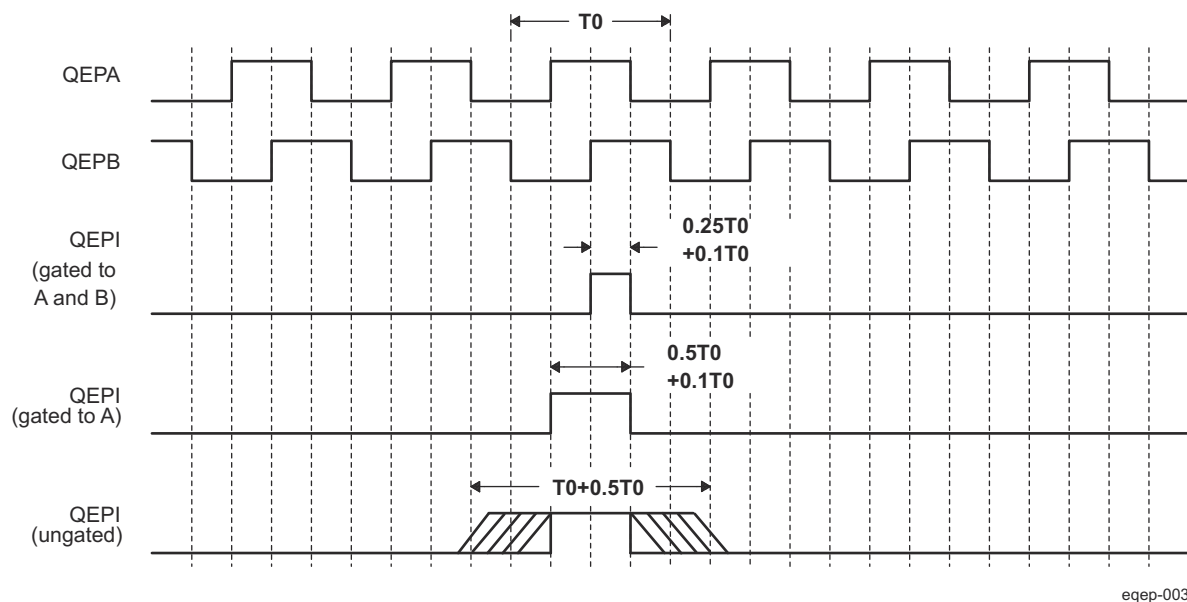 T0
QEPA
QEPB
QEPI
(gated to
A and B)
0.25T0
+0.1T0
QEPI
(gated to A)
0.5T0
+0.1T0
QEPI
(ungated)
T0+0.5T0
eqep-003